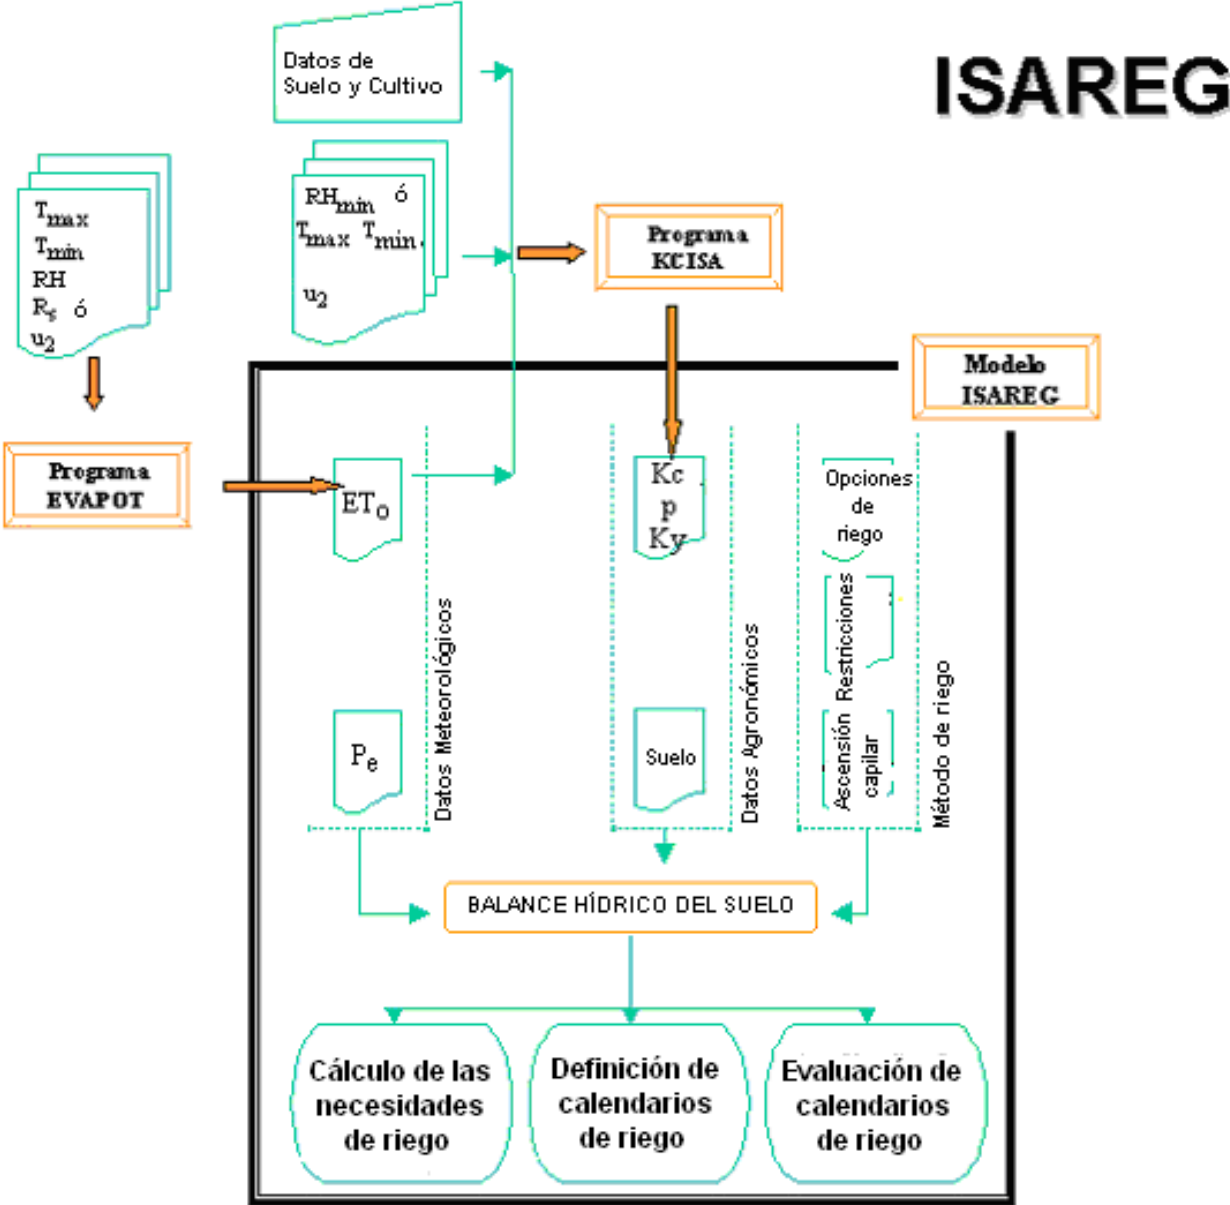 ISAREG
Datos de
Suelo y Cultivo
RHmin ó
Tmax Tmin.
u2
Tmax
Tmin
RH
Rs ó
u2
Programa
KCISA
Modelo
ISAREG
Programa
EVAPOT
ETo
Pe
Datos Meteorológicos
Kc
p
Ky
Suelo
Datos Agronómicos
Opciones
de
riego
Restricciones
Ascensión
capilar
Método de riego
BALANCE HÍDRICO DEL SUELO
Cálculo de las
necesidades
de riego
Definición de
calendarios
de riego
Evaluación de
calendarios
de riego